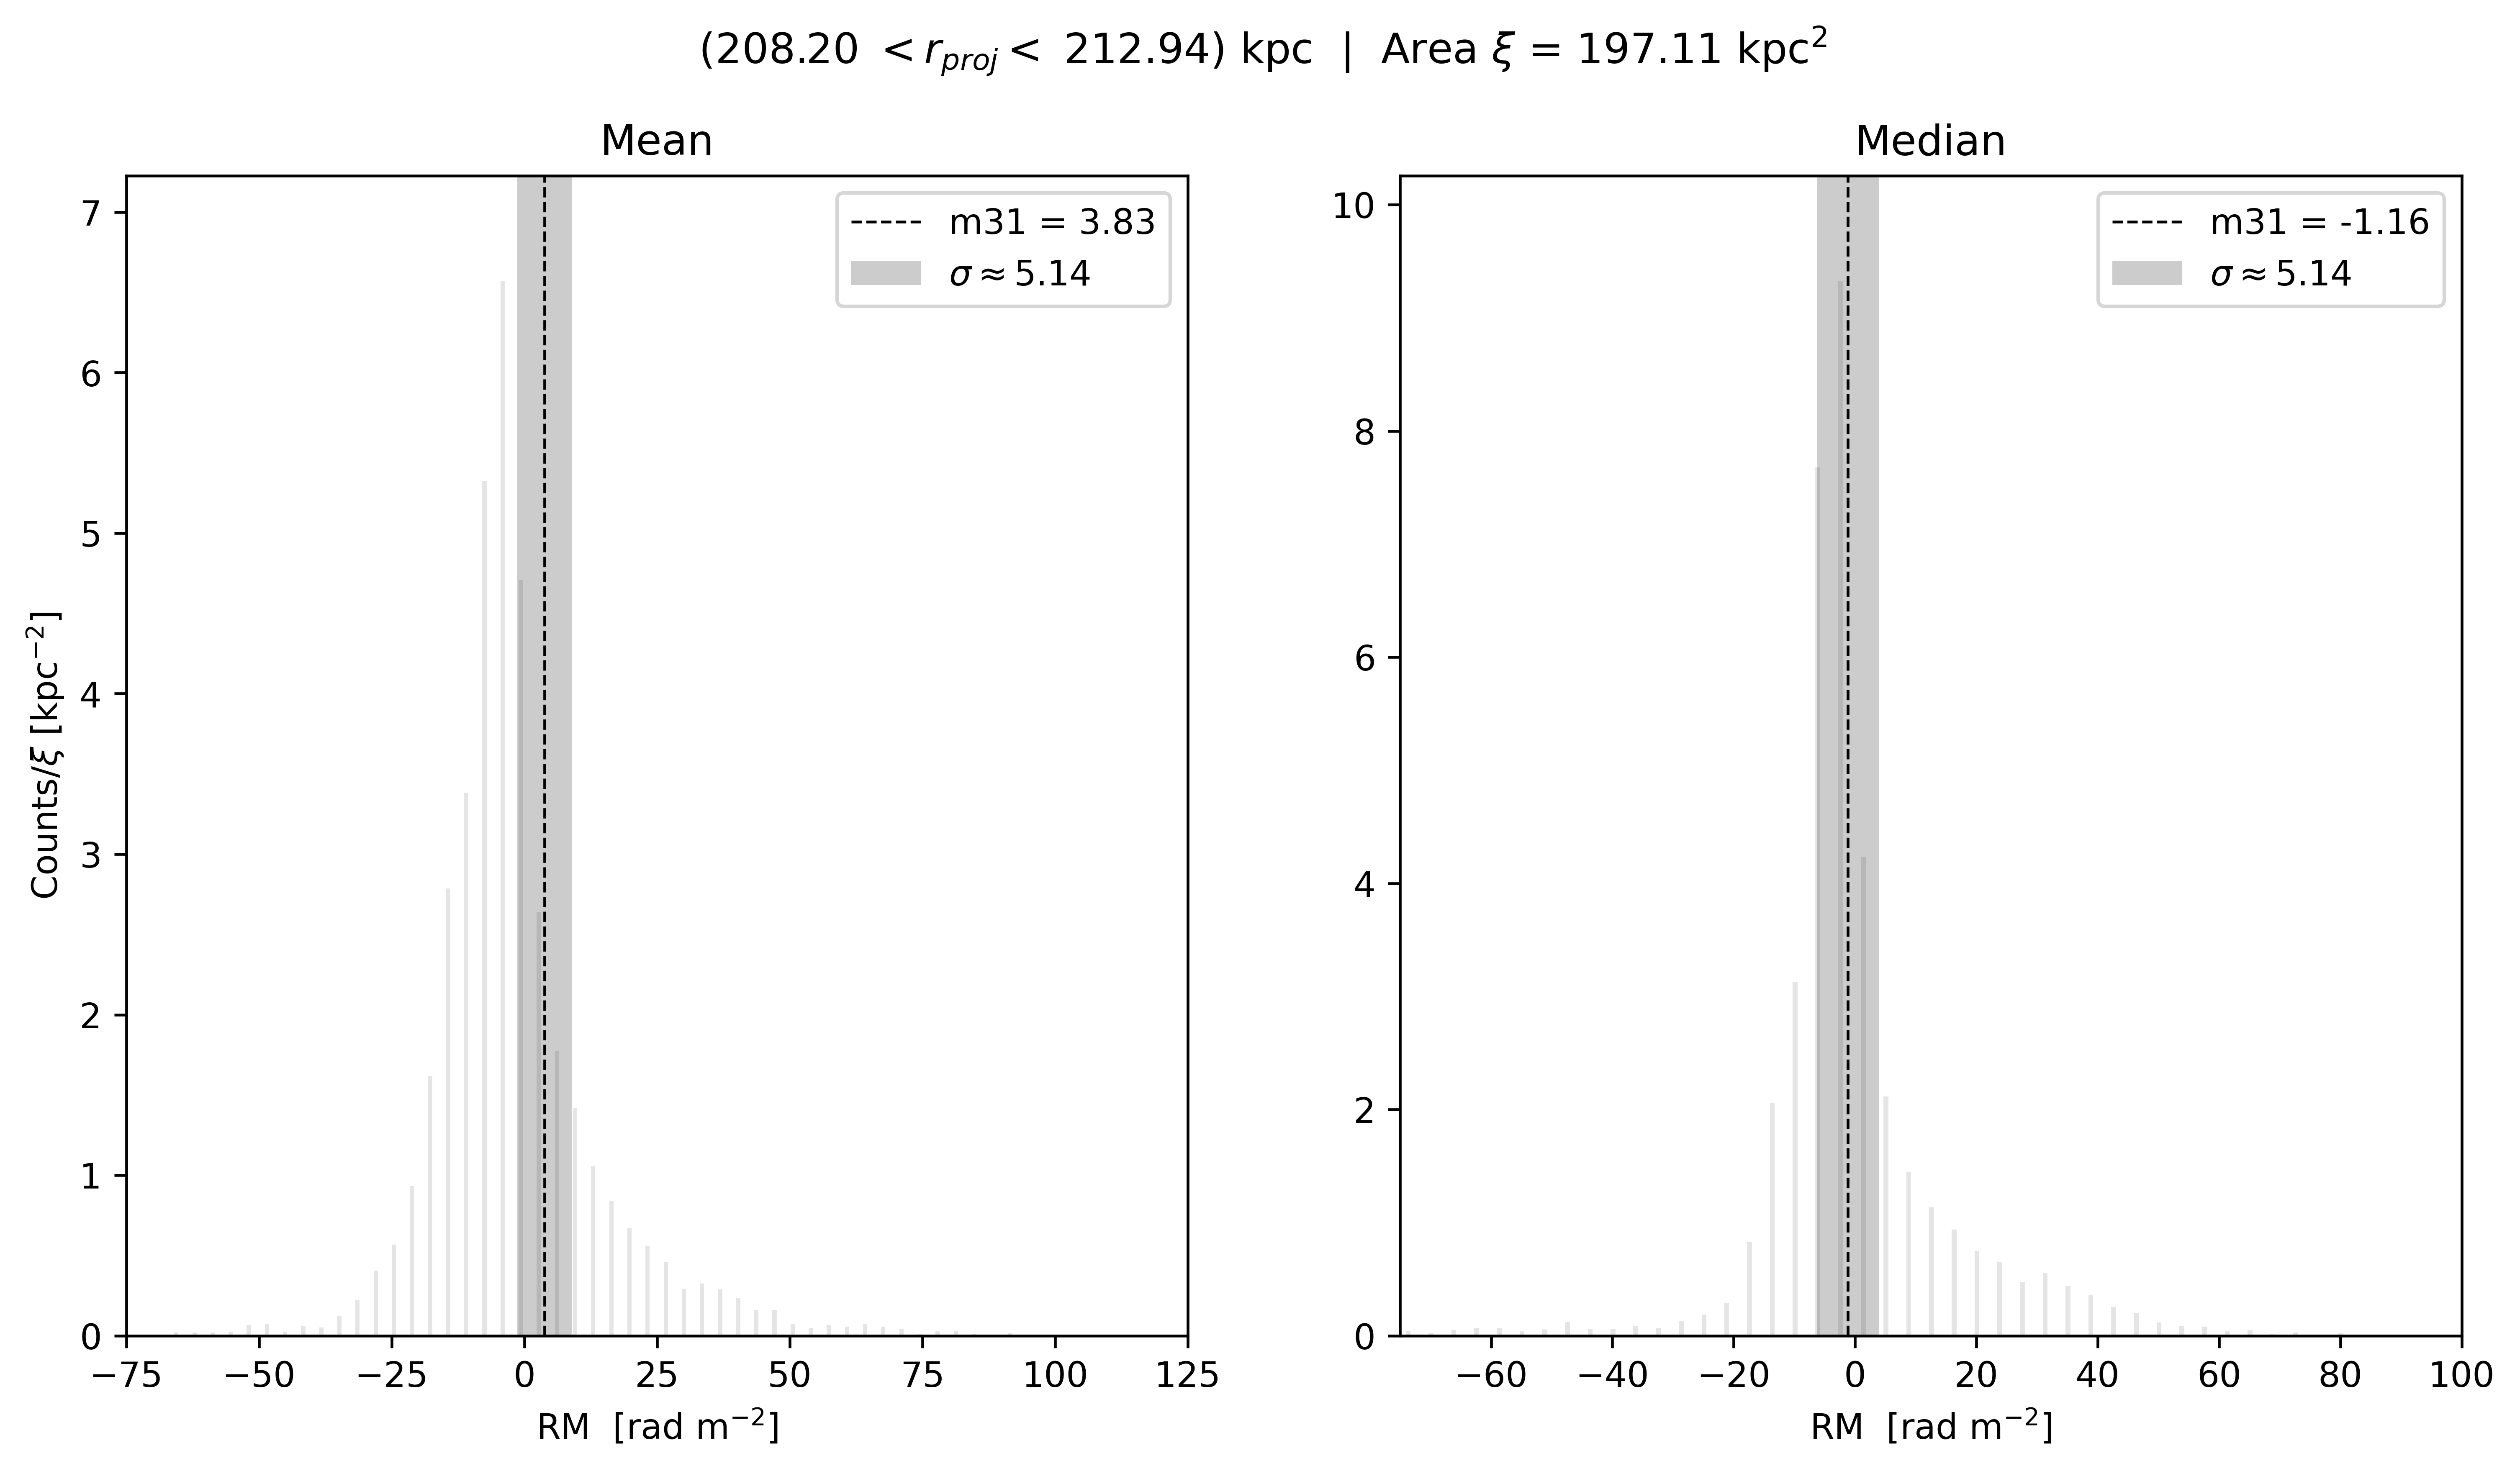 (208.20 < r_proj < 212.94) kpc | Area ξ = 197.11 kpc²
Mean
7
6
5
4
3
2
1
0
Counts/ξ [kpc⁻²]
m31 = 3.83
σ ≈ 5.14
−75 −50 −25 0 25 50 75 100 125
RM [rad m⁻²]
Median
10
8
6
4
2
0
m31 = -1.16
σ ≈ 5.14
−60 −40 −20 0 20 40 60 80 100
RM [rad m⁻²]